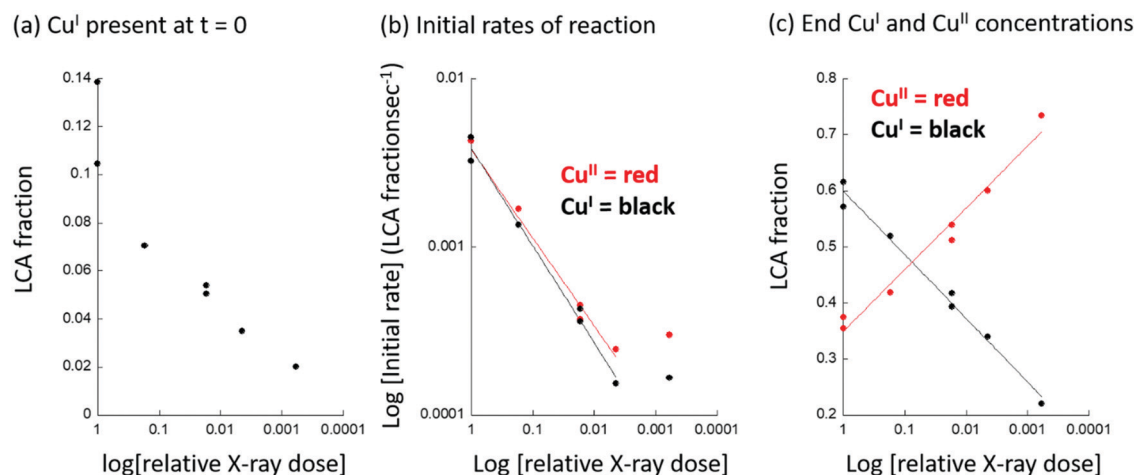 (a) Cuᴵ present at t = 0
0.14
0.12
0.1
0.08
0.06
0.04
0.02
0
LCA fraction
1 0.1 0.01 0.001 0.0001
log[relative X-ray dose]
(b) Initial rates of reaction
0.01
0.001
0.0001
Log [Initial rate] (LCA fractionsec⁻¹)
Cuᴵᴵ = red
Cuᴵ = black
1 0.1 0.01 0.001 0.0001
Log [relative X-ray dose]
(c) End Cuᴵ and Cuᴵᴵ concentrations
0.8
0.7
0.6
0.5
0.4
0.3
0.2
LCA fraction
Cuᴵᴵ = red
Cuᴵ = black
1 0.1 0.01 0.001 0.0001
Log [relative X-ray dose]